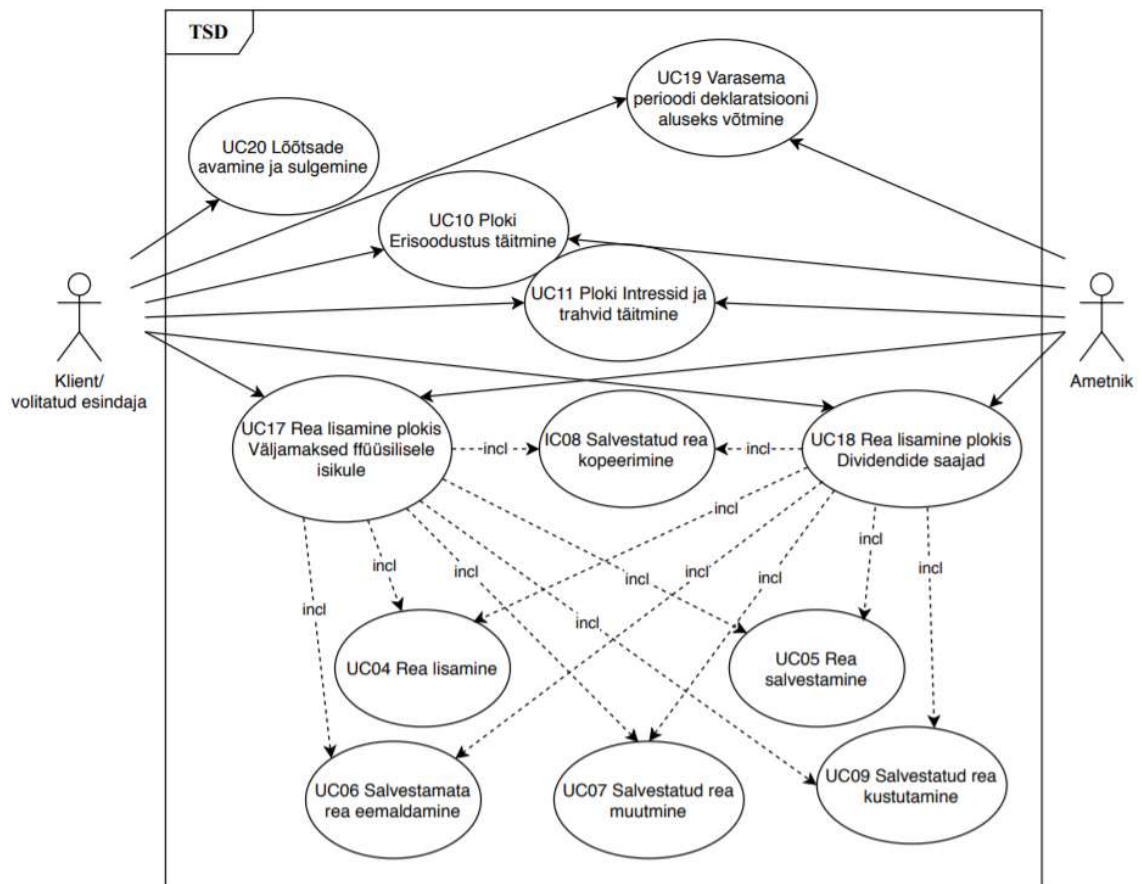 TSD
UC19 Varasema
perioodi deklaratsiooni
aluseks võtmine
UC20 Lõõtsade
avamine ja sulgemine
UC10 Ploki
Erisoodustus täitmine
UC11 Ploki Intressid ja
trahvid täitmine
Klient/
volitatud esindaja
Ametnik
UC17 Rea lisamine plokis
Väljamaksed ffüüsilisele
isikule
incl
IC08 Salvestatud rea
kopeerimine
incl
UC18 Rea lisamine plokis
Dividendide saajad
incl
incl
incl
incl
incl
incl
incl
incl
incl
incl
UC04 Rea lisamine
UC05 Rea
salvestamine
UC06 Salvestamata
rea eemaldamine
UC07 Salvestatud rea
muutmine
UC09 Salvestatud rea
kustutamine